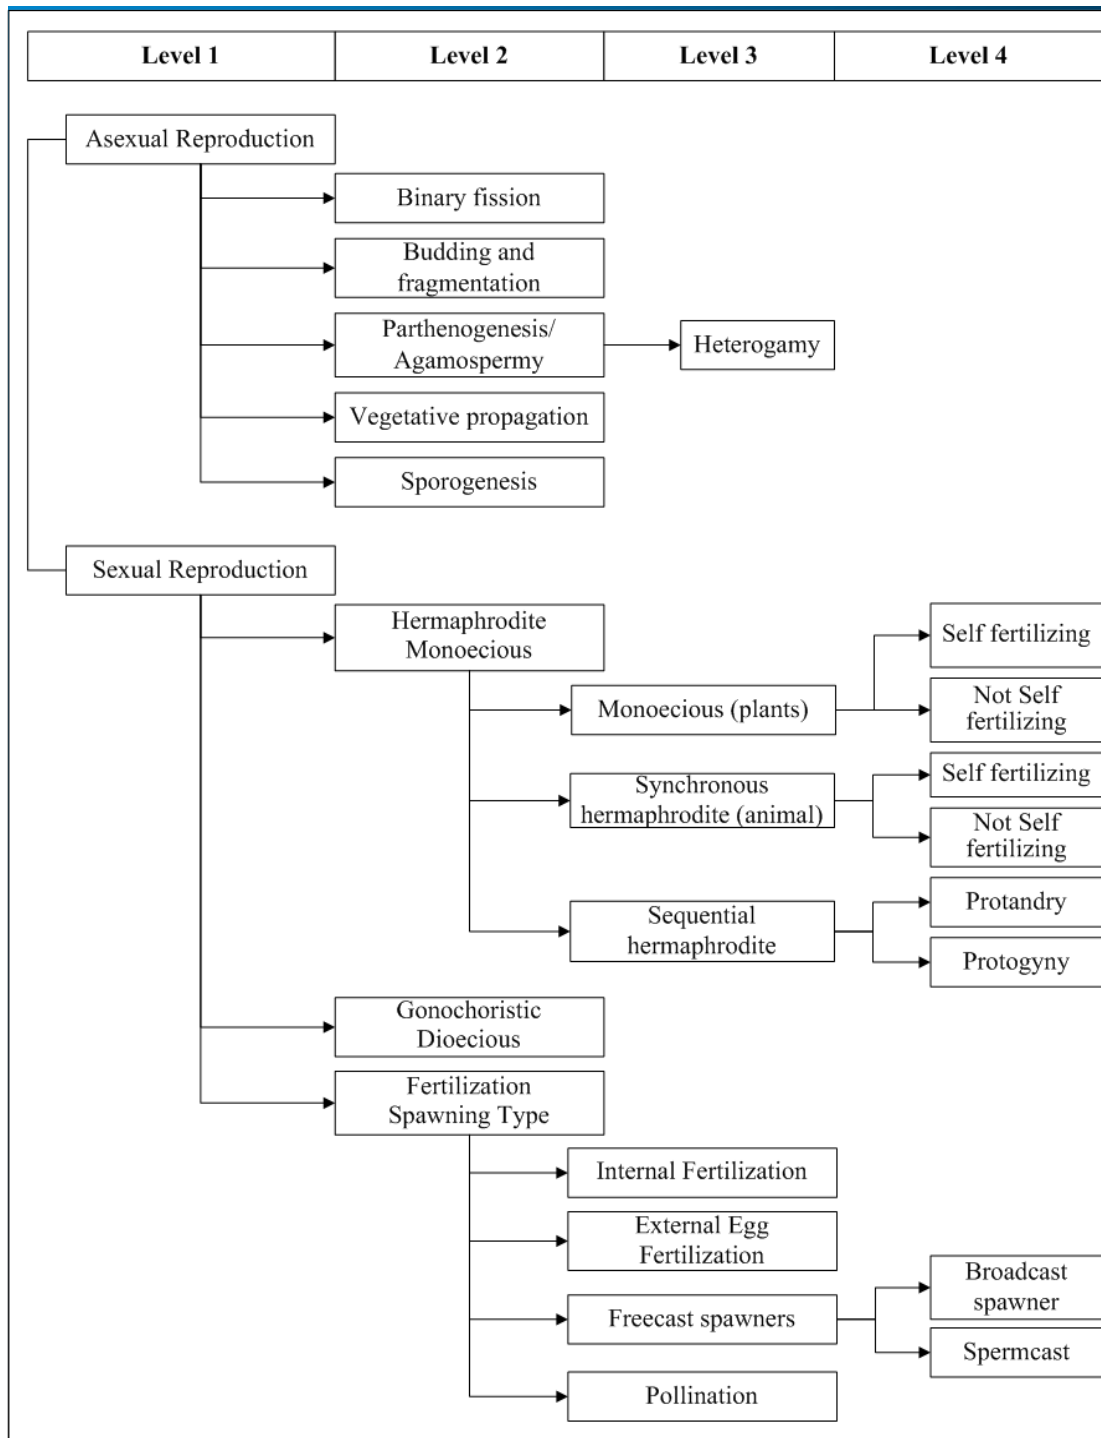 Level 1
Level 2
Level 3
Level 4
Asexual Reproduction
Binary fission
Budding and
fragmentation
Parthenogenesis/
Agamospermy
Heterogamy
Vegetative propagation
Sporogenesis
Sexual Reproduction
Hermaphrodite
Monoecious
Monoecious (plants)
Self fertilizing
Not Self
fertilizing
Synchronous
hermaphrodite (animal)
Self fertilizing
Not Self
fertilizing
Sequential
hermaphrodite
Protandry
Protogyny
Gonochoristic
Dioecious
Fertilization
Spawning Type
Internal Fertilization
External Egg
Fertilization
Freecast spawners
Broadcast
spawner
Spermcast
Pollination